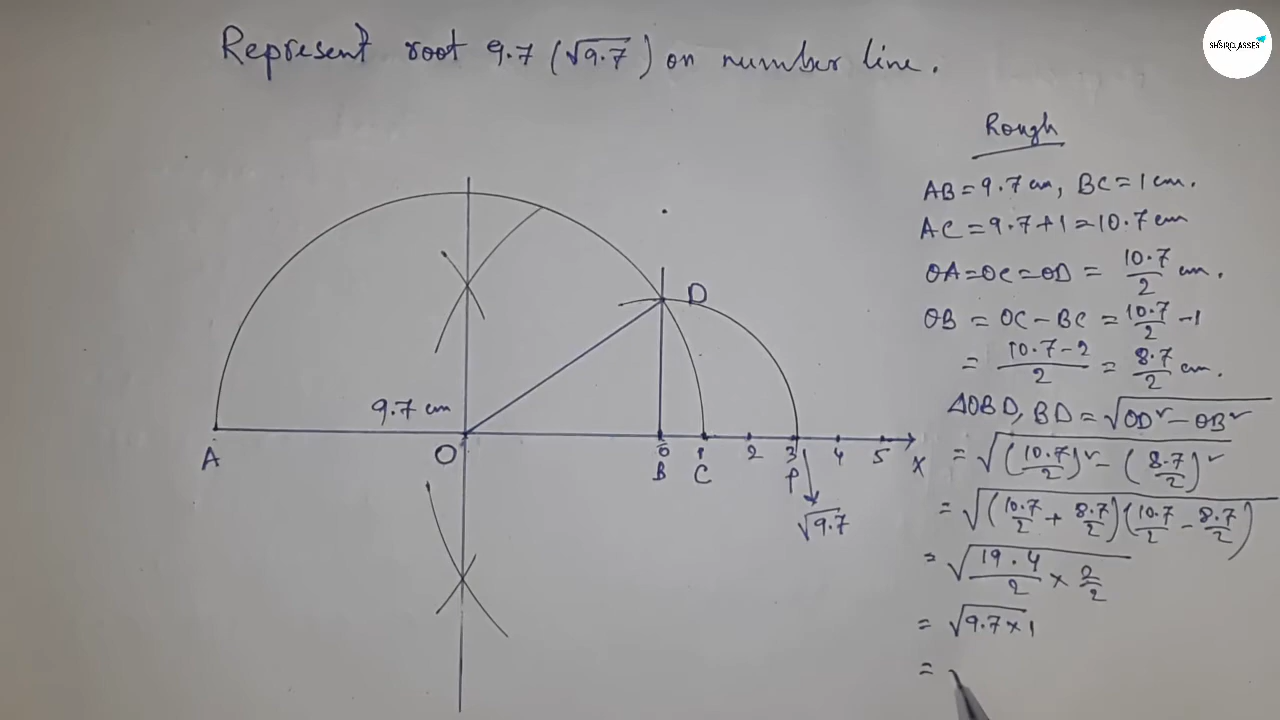 Represent root 9.7 (√9.7) on number line.
SHSIRCLASSES
Rough
AB = 9.7 cm, BC = 1 cm.
AC = 9.7+1 = 10.7 cm
OA = OC = OD = 10.7/2 cm.
OB = OC − BC = 10.7/2 − 1
= 10.7−2/2 = 8.7/2 cm.
ΔOBD, BD = √OD² − OB²
= √(10.7/2)² − (8.7/2)²
= √(10.7/2 + 8.7/2)(10.7/2 − 8.7/2)
= √19.4/2 × 2/2
= √9.7×1
=
D
9.7 cm
A O 0 1 2 3 4 5 X
B C P
√9.7